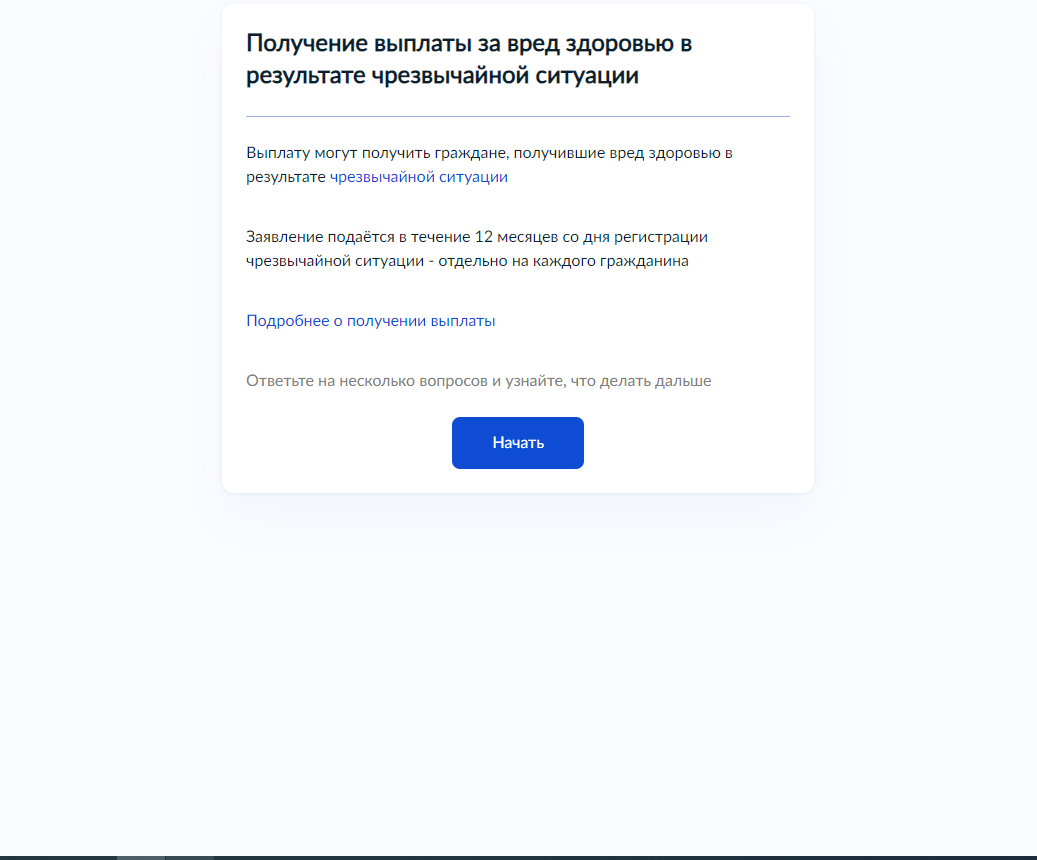 Получение выплаты за вред здоровью в
результате чрезвычайной ситуации
Выплату могут получить граждане, получившие вред здоровью в
результате чрезвычайной ситуации
Заявление подаётся в течение 12 месяцев со дня регистрации
чрезвычайной ситуации - отдельно на каждого гражданина
Подробнее о получении выплаты
Ответьте на несколько вопросов и узнайте, что делать дальше
Начать